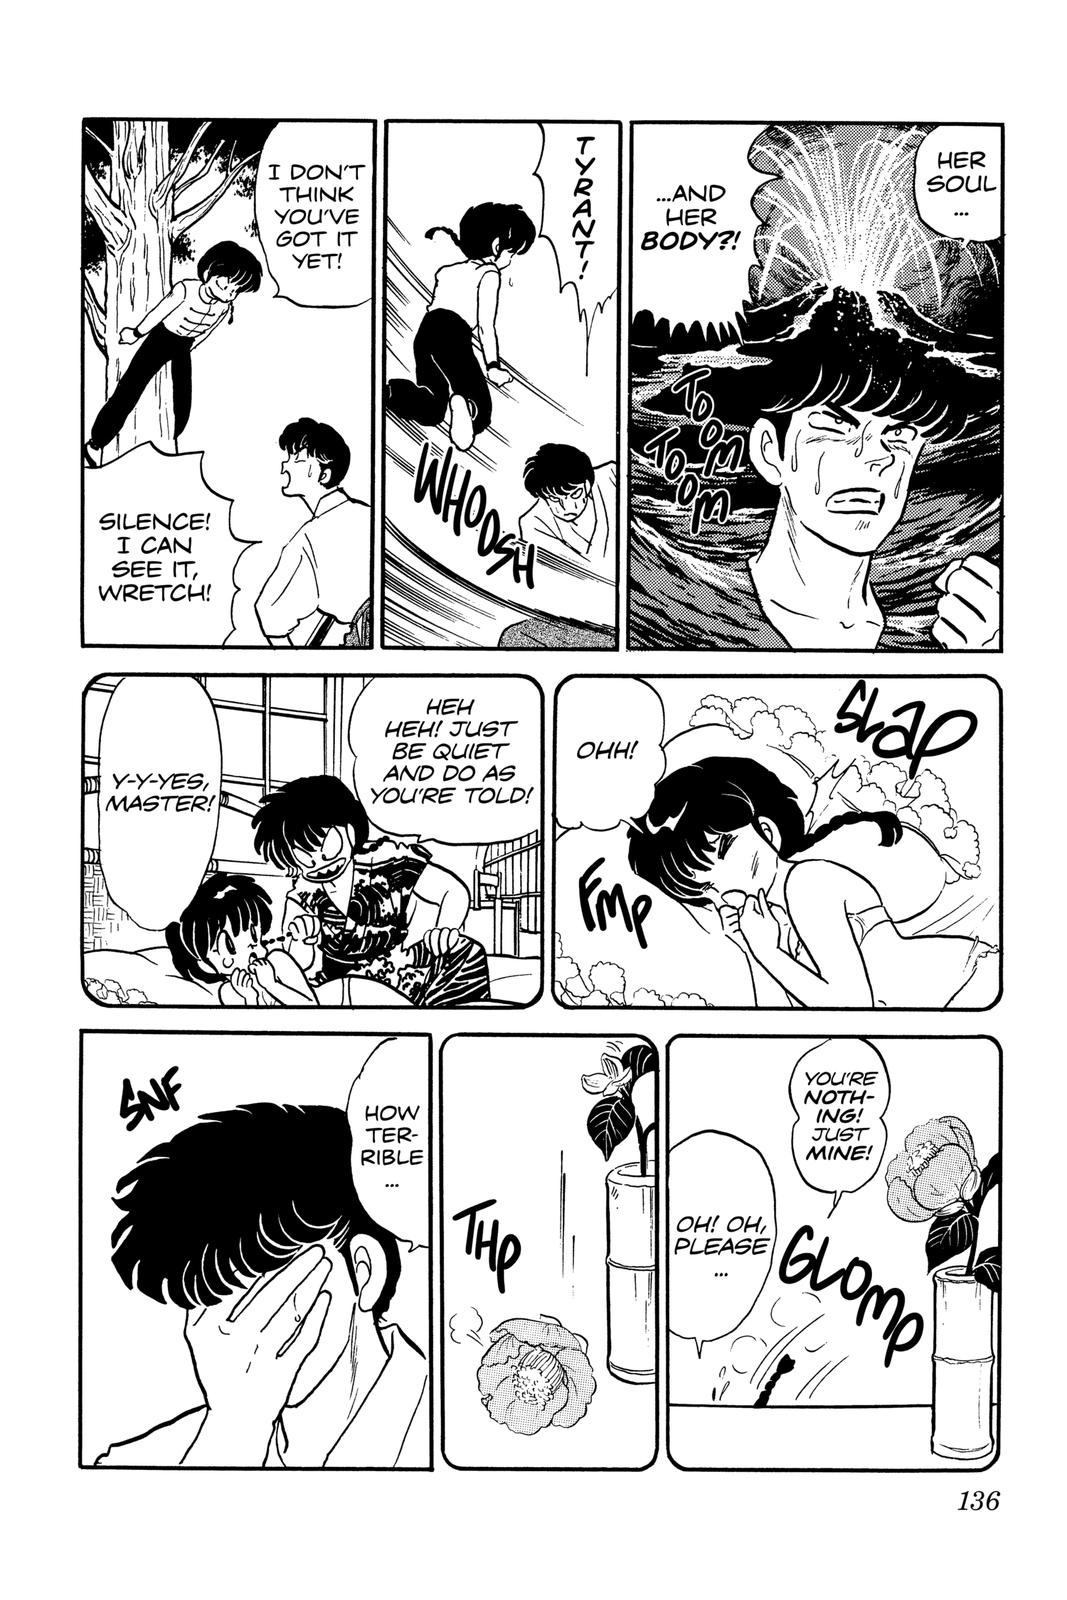 HER
SOUL
...
...AND
HER
BODY?!
TOOM
TOOM
TYRANT!
WHOOSH
I DON'T
THINK
YOU'VE
GOT IT
YET!
SILENCE!
I CAN
SEE IT,
WRETCH!
SLAP
OHH!
FMP
HEH
HEH! JUST
BE QUIET
AND DO AS
YOU'RE TOLD!
Y-Y-YES,
MASTER!
YOU'RE
NOTH-
ING!
JUST
MINE!
OH! OH,
PLEASE
...
GLOMP
THP
HOW
TER-
RIBLE
...
SNF
136